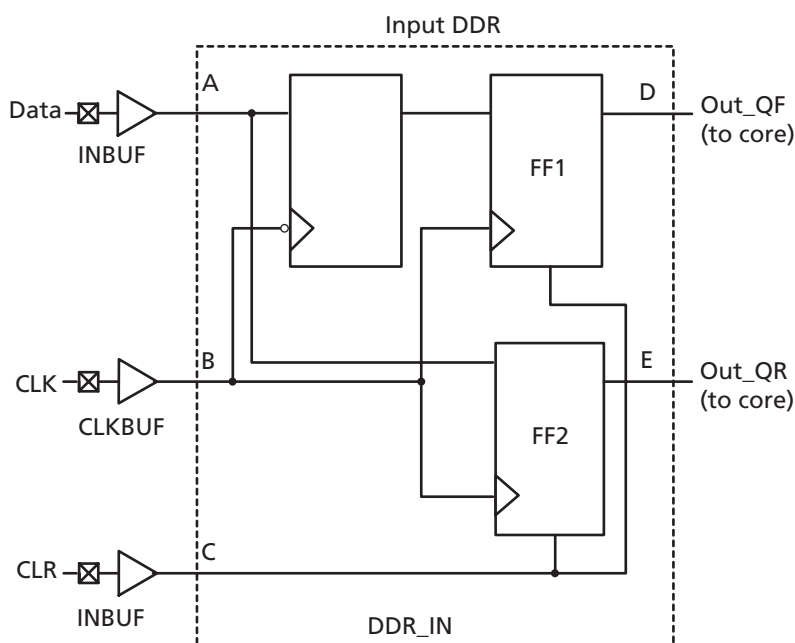 Input DDR
A
D
Data
INBUF
Out_QF
(to core)
FF1
B
E
CLK
CLKBUF
Out_QR
(to core)
FF2
C
CLR
INBUF
DDR_IN